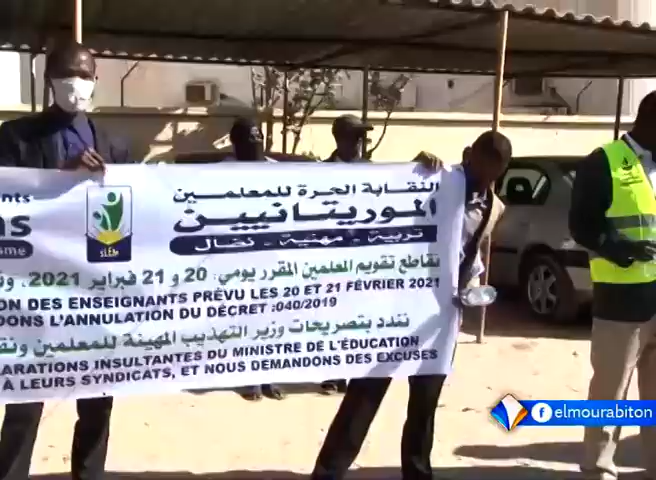 النقابة الحرة للمعلمين
الموريتانيين
تربية - مهنية - نضال
SLEM
نقاطع تقويم المعلمين المقرر يومي: 20 و 21 فبراير 2021،
DES ENSEIGNANTS PRÉVU LES 20 ET 21 FÉVRIER 2021
L'ANNULATION DU DÉCRET :040/2019
نندد بتصريحات وزير التهذيب المهينة للمعلمين
INSULTANTES DU MINISTRE DE L'ÉDUCATION
À LEURS SYNDICATS, ET NOUS DEMANDONS DES EXCUSES
elmourabiton